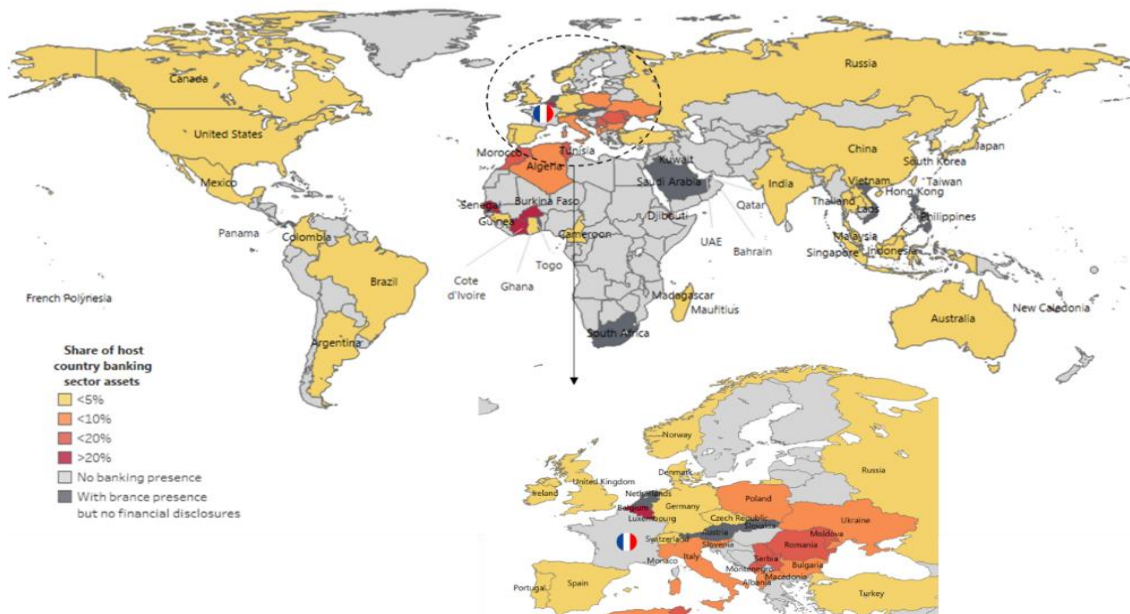 Canada
Russia
United States
China
Japan
South Korea
Taiwan
Mexico
Morocco
Tunisia
Algeria
Kuwait
Saudi Arabia
Qatar
India
Vietnam
Hong Kong
Thailand
Laos
Philippines
Senegal
Burkina Faso
Guinea
Djibouti
Panama
Colombia
Cameroon
UAE
Bahrain
Malaysia
Singapore
Indonesia
Togo
Cote
d'Ivoire
Ghana
Brazil
French Polynesia
Madagascar
Mauritius
New Caledonia
Australia
South Africa
Argentina
Share of host
country banking
sector assets
<5%
<10%
<20%
>20%
No banking presence
With brance presence
but no financial disclosures
Norway
Russia
Denmark
United Kingdom
Ireland
Netherlands
Belgium
Germany
Poland
Luxembourg
Czech Republic
Slovakia
Ukraine
Austria
Moldova
Switzerland
Slovenia
Romania
Italy
Serbia
Monaco
Montenegro
Bulgaria
Macedonia
Albania
Portugal
Spain
Turkey